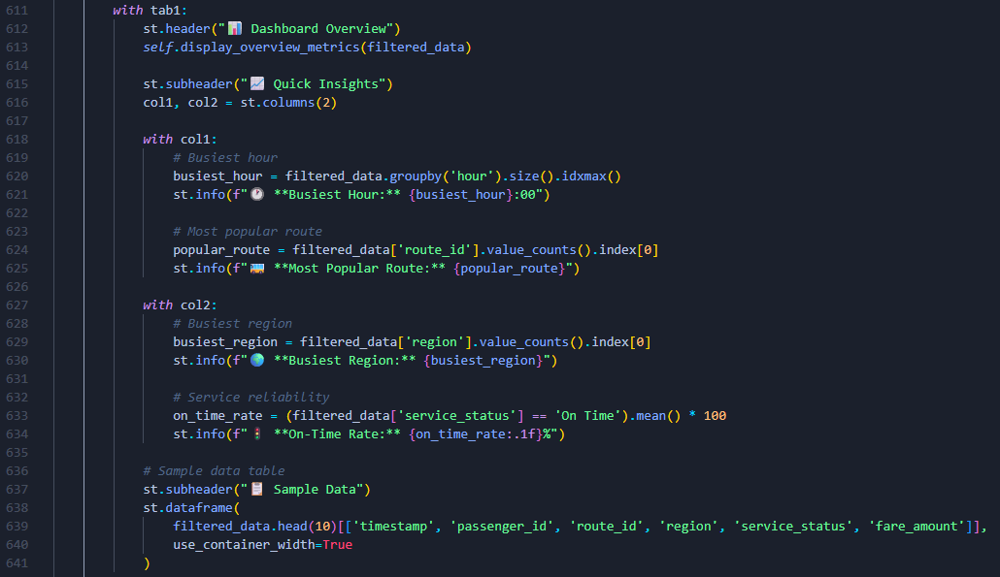 611 with tab1:
612 st.header("📊 Dashboard Overview")
613 self.display_overview_metrics(filtered_data)
614
615 st.subheader("📈 Quick Insights")
616 col1, col2 = st.columns(2)
617
618 with col1:
619 # Busiest hour
620 busiest_hour = filtered_data.groupby('hour').size().idxmax()
621 st.info(f"🕐 **Busiest Hour:** {busiest_hour}:00")
622
623 # Most popular route
624 popular_route = filtered_data['route_id'].value_counts().index[0]
625 st.info(f"🚌 **Most Popular Route:** {popular_route}")
626
627 with col2:
628 # Busiest region
629 busiest_region = filtered_data['region'].value_counts().index[0]
630 st.info(f"🌍 **Busiest Region:** {busiest_region}")
631
632 # Service reliability
633 on_time_rate = (filtered_data['service_status'] == 'On Time').mean() * 100
634 st.info(f"🚦 **On-Time Rate:** {on_time_rate:.1f}%")
635
636 # Sample data table
637 st.subheader("📋 Sample Data")
638 st.dataframe(
639 filtered_data.head(10)[['timestamp', 'passenger_id', 'route_id', 'region', 'service_status', 'fare_amount']],
640 use_container_width=True
641 )